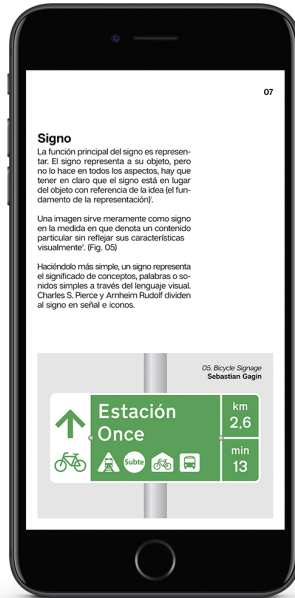 07
Signo
La función principal del signo es represen-
tar. El signo representa a su objeto, pero
no lo hace en todos los aspectos, hay que
tener en claro que el signo está en lugar
del objeto con referencia de la idea (el fun-
damento de la representación)¹.
Una imagen sirve meramente como signo
en la medida en que denota un contenido
particular sin reflejar sus características
visualmente². (Fig. 05)
Haciéndolo más simple, un signo representa
el significado de conceptos, palabras o so-
nidos simples a través del lenguaje visual.
Charles S. Pierce y Arnheim Rudolf dividen
al signo en señal e iconos.
05. Bicycle Signage
Sebastian Gagin
Estación
Once
Subte
km
2,6
min
13